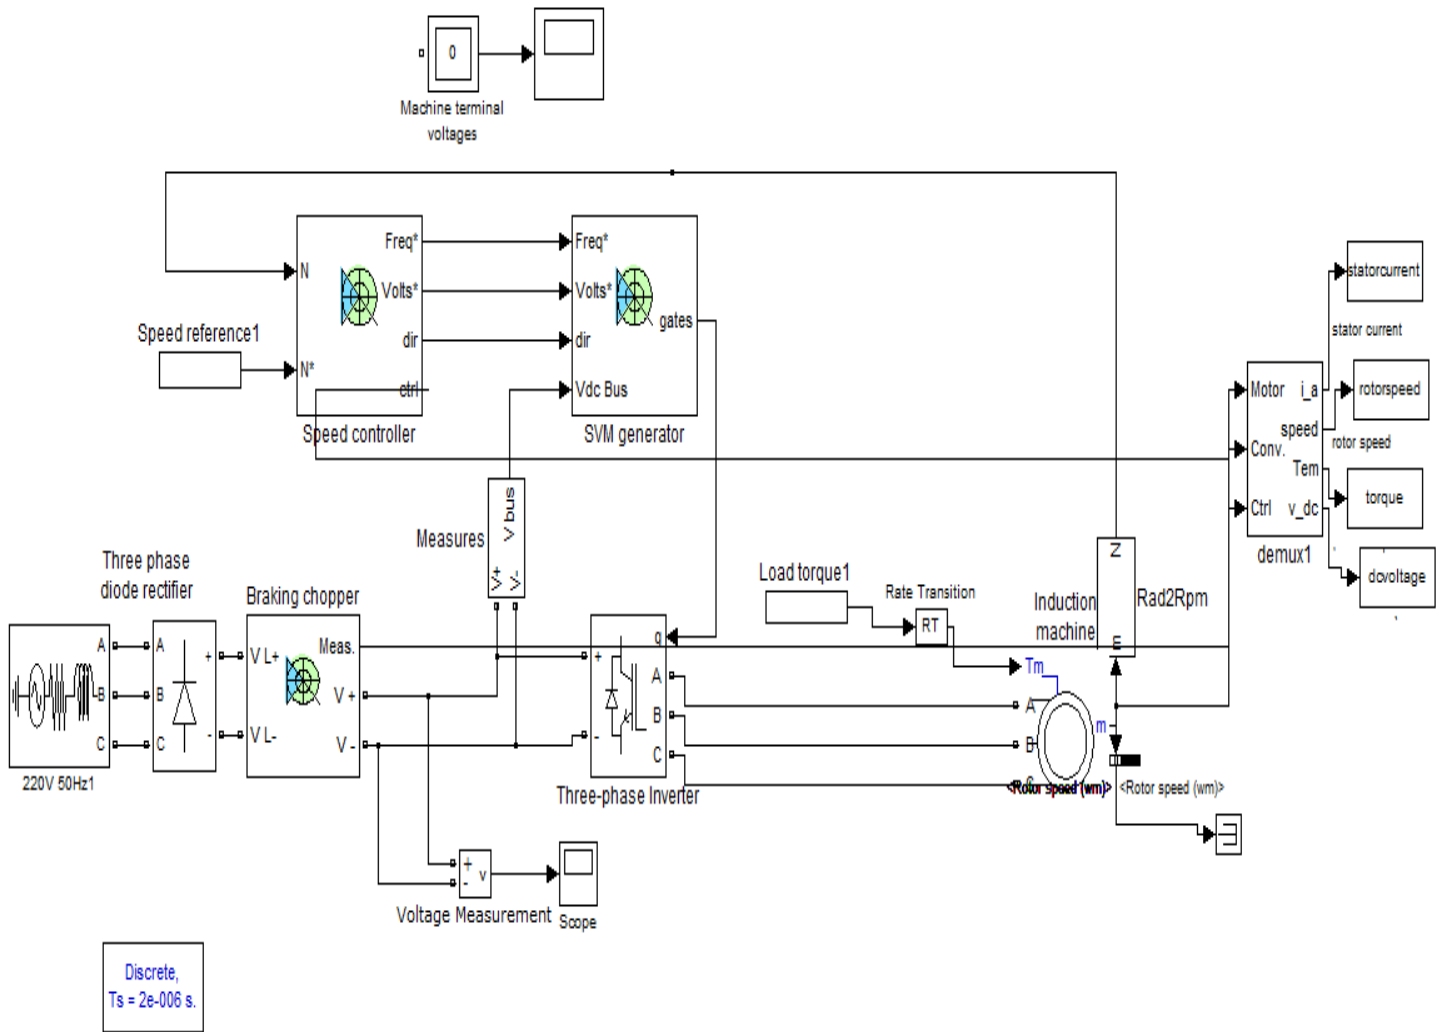 0
Machine terminal
voltages
N
N*
Freq*
Volts*
dir
ctrl
Speed controller
Speed reference1
Freq*
Volts*
dir
Vdc Bus
gates
SVM generator
statorcurrent
stator current
rotorspeed
rotor speed
torque
dcvoltage
Motor
Conv.
Ctrl
i_a
speed
Tem
v_dc
demux1
V bus
V+
V-
Measures
Three phase
diode rectifier
Braking chopper
A
B
C
220V 50Hz1
A
B
C
+
-
V L+
V L-
Meas.
V +
V -
+
-
g
A
B
C
Three-phase Inverter
Load torque1
Rate Transition
RT
Induction
machine
N
Rad2Rpm
Tm
A
B
m
<Rotor speed (wm)>
<Rotor speed (wm)>
+
-
v
Voltage Measurement
Scope
Discrete,
Ts = 2e-006 s.